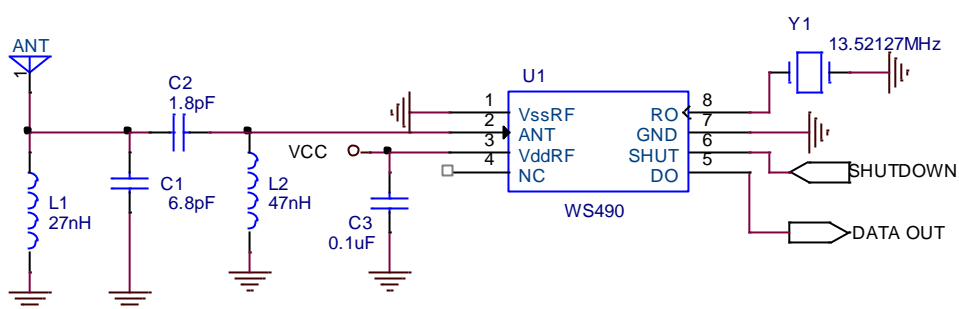 ANT
1
L1
27nH
C1
6.8pF
C2
1.8pF
L2
47nH
VCC
C3
0.1uF
U1
1
2
3
4
VssRF
ANT
VddRF
NC
RO
GND
SHUT
DO
8
7
6
5
WS490
Y1
13.52127MHz
SHUTDOWN
DATA OUT